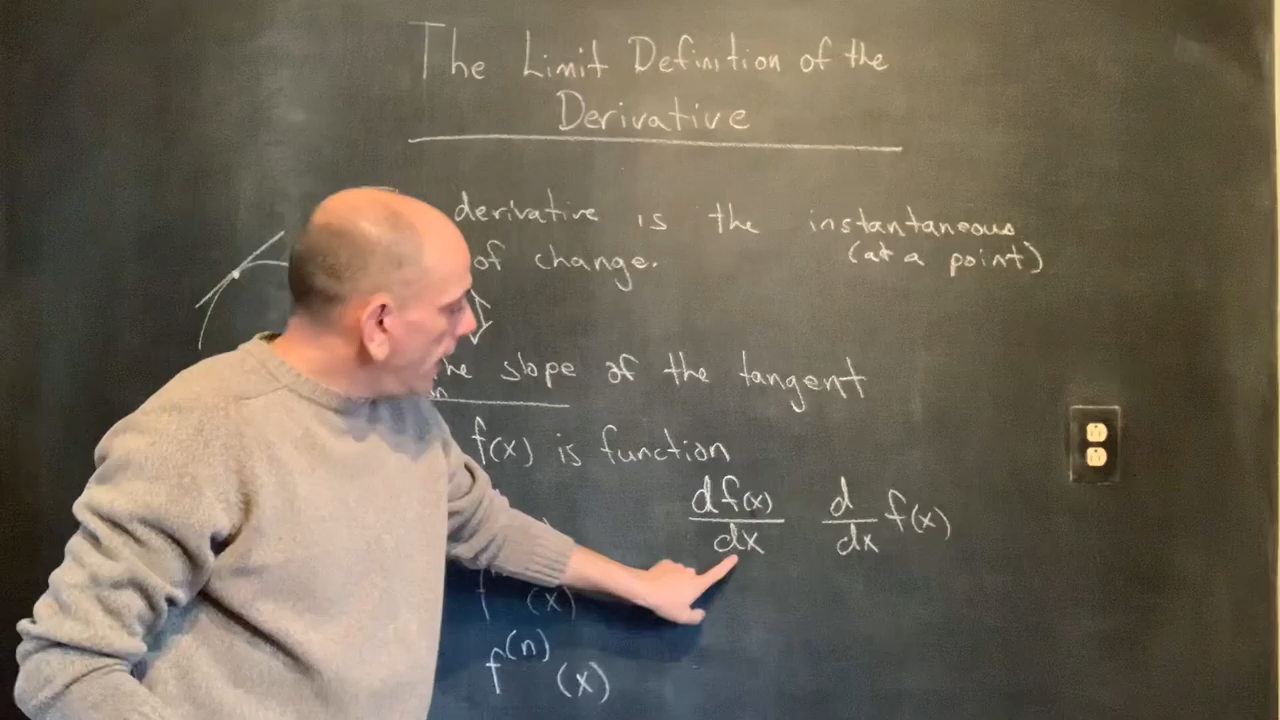 The Limit Definition of the
Derivative
derivative is the instantaneous
of change. (at a point)
slope of the tangent
f(x) is function
df(x)/dx d/dx f(x)
(x)
f^(n)(x)